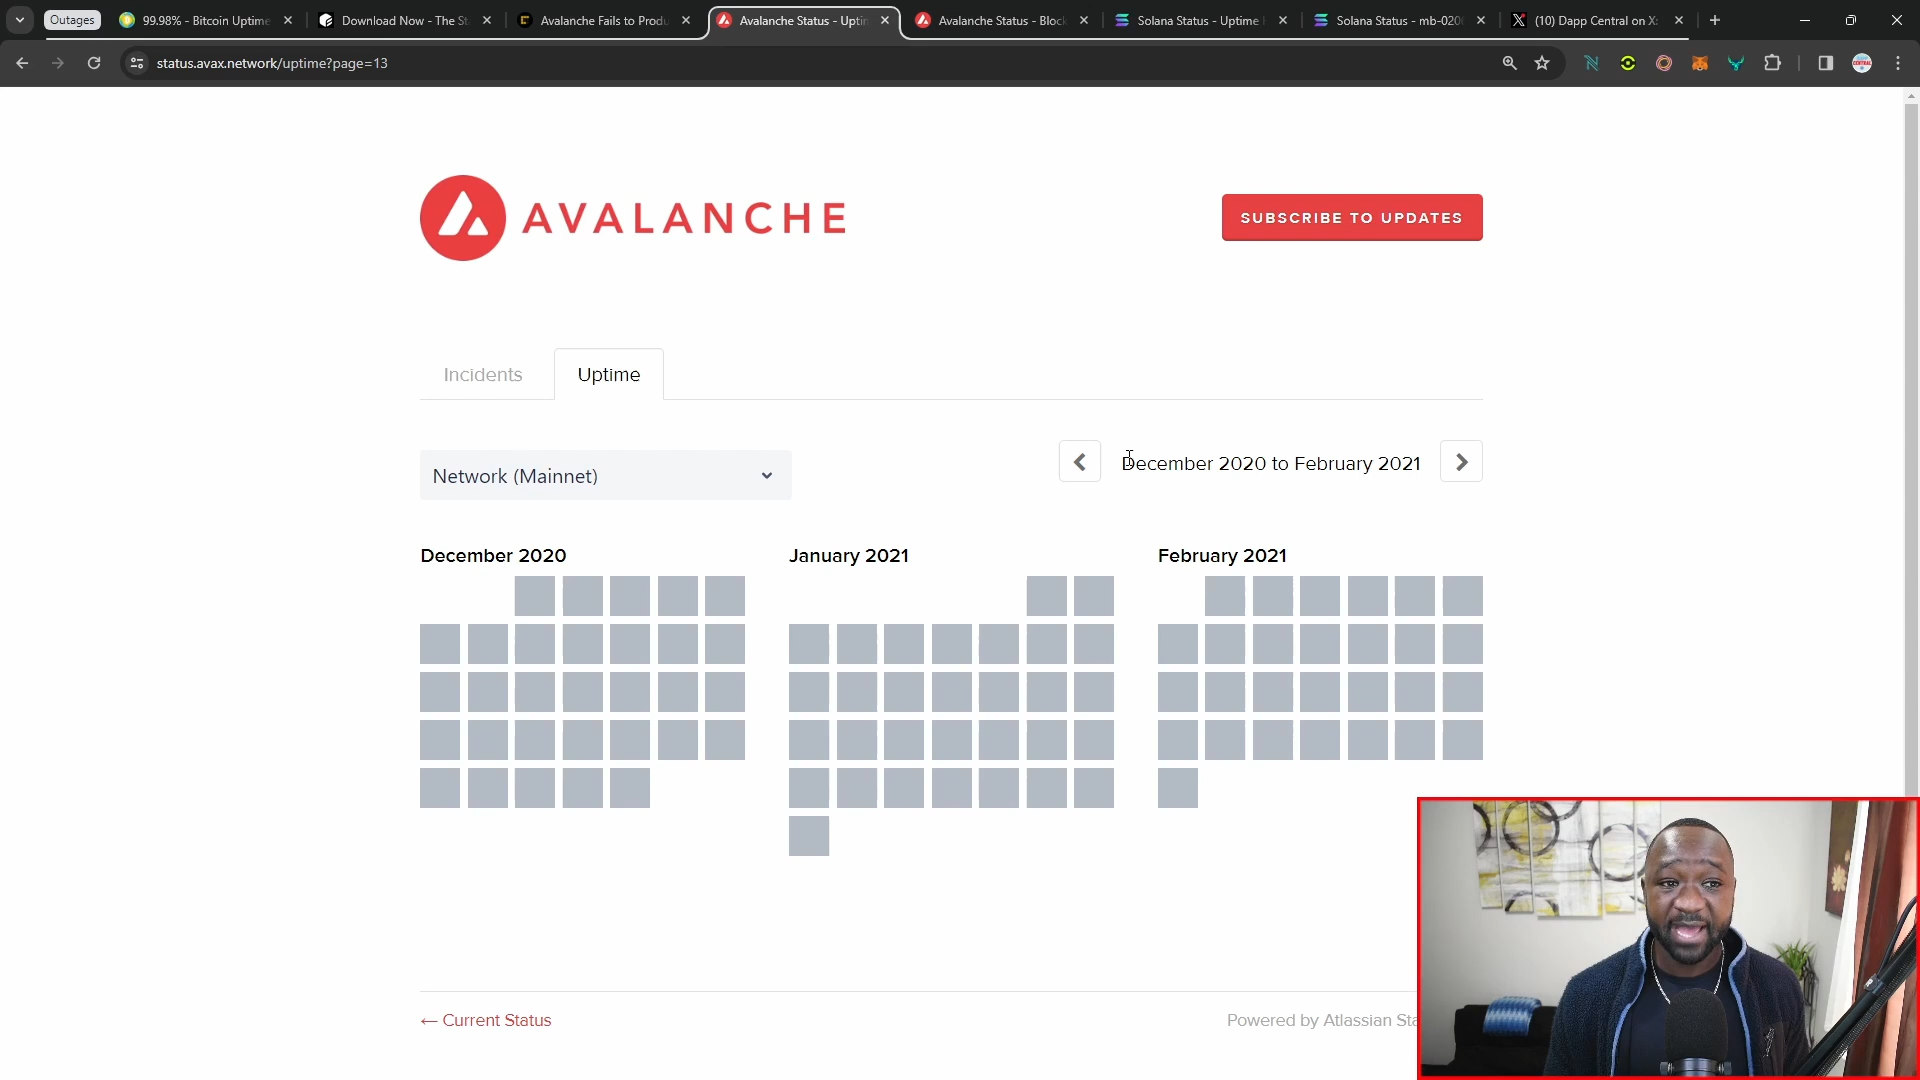 Outages
99.98% - Bitcoin Uptime
Download Now - The St
Avalanche Fails to Produ
Avalanche Status - Uptin
Avalanche Status - Block
Solana Status - Uptime
Solana Status - mb-020
(10) Dapp Central on X:
status.avax.network/uptime?page=13
AVALANCHE
SUBSCRIBE TO UPDATES
Incidents
Uptime
Network (Mainnet)
December 2020 to February 2021
December 2020
January 2021
February 2021
← Current Status
Powered by Atlassian Sta